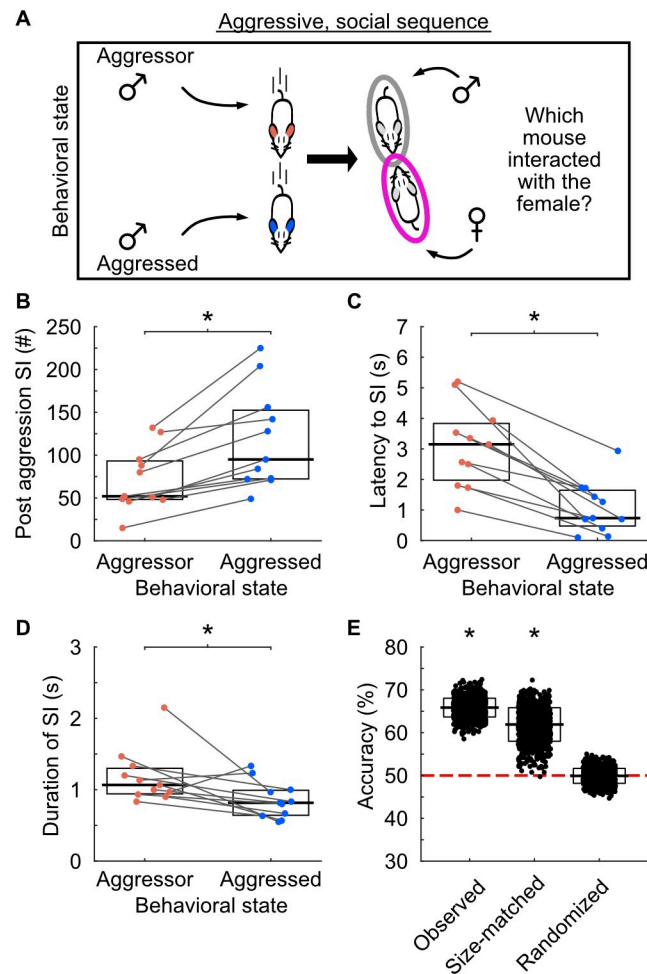 A
Aggressive, social sequence
Behavioral state
Aggressor
♂
♂
Aggressed
♂
♀
Which
mouse
interacted
with the
female?
B
Post aggression SI (#)
250
200
150
100
50
0
*
Aggressor
Aggressed
Behavioral state
C
Latency to SI (s)
7
6
5
4
3
2
1
0
*
Aggressor
Aggressed
Behavioral state
D
Duration of SI (s)
3
2
1
0
*
Aggressor
Aggressed
Behavioral state
E
Accuracy (%)
80
70
60
50
40
30
*
*
Observed
Size-matched
Randomized